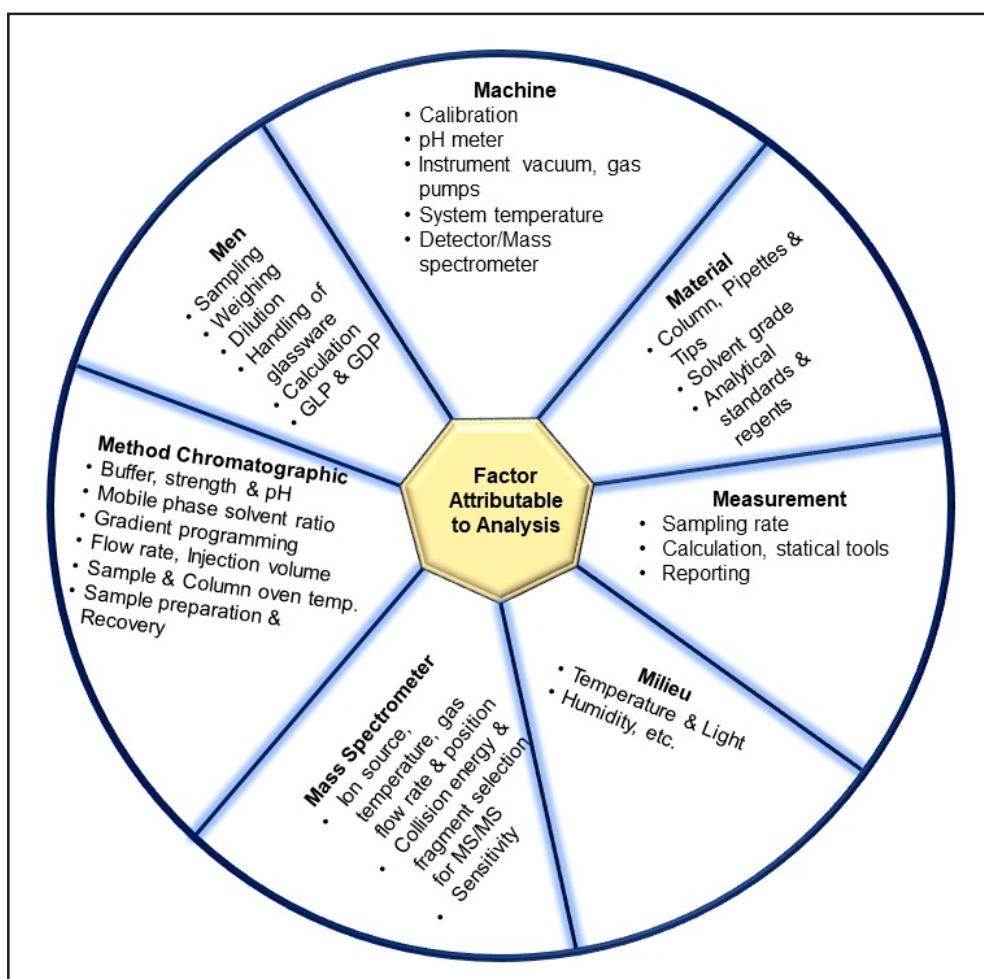 Machine
• Calibration
• pH meter
• Instrument vacuum, gas
pumps
• System temperature
• Detector/Mass
spectrometer
Material
• Column, Pipettes &
Tips
• Solvent grade
• Analytical
standards &
regents
Measurement
• Sampling rate
• Calculation, statical tools
• Reporting
Milieu
• Temperature & Light
• Humidity, etc.
Mass Spectrometer
• Ion source,
temperature, gas
flow rate & position
• Collision energy &
fragment selection
for MS/MS
• Sensitivity
Method Chromatographic
• Buffer, strength & pH
• Mobile phase solvent ratio
• Gradient programming
• Flow rate, Injection volume
• Sample & Column oven temp.
• Sample preparation &
Recovery
Men
• Sampling
• Weighing
• Dilution
• Handling of
glassware
• Calculation
• GLP & GDP
Factor
Attributable
to Analysis